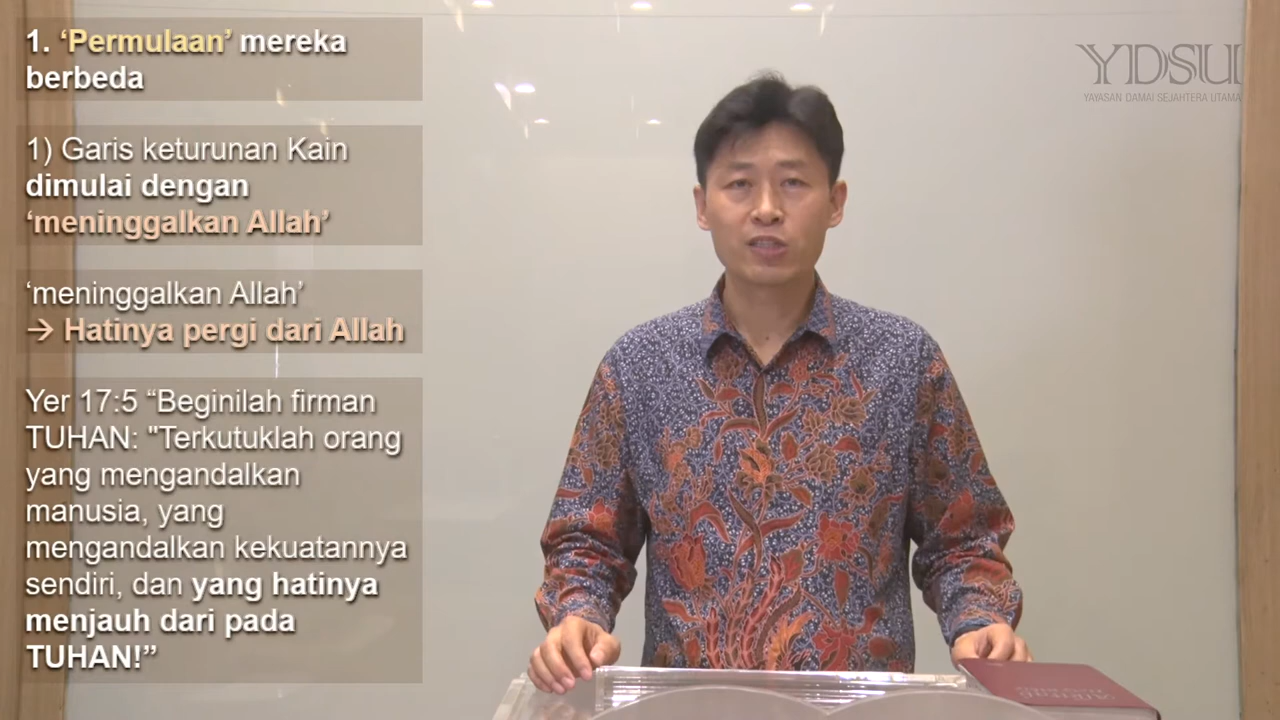 1. ‘Permulaan’ mereka
berbeda
1) Garis keturunan Kain
dimulai dengan
‘meninggalkan Allah’
‘meninggalkan Allah’
→ Hatinya pergi dari Allah
Yer 17:5 “Beginilah firman
TUHAN: "Terkutuklah orang
yang mengandalkan
manusia, yang
mengandalkan kekuatannya
sendiri, dan yang hatinya
menjauh dari pada
TUHAN!”
YDSU
YAYASAN DAMAI SEJAHTERA UTAMA